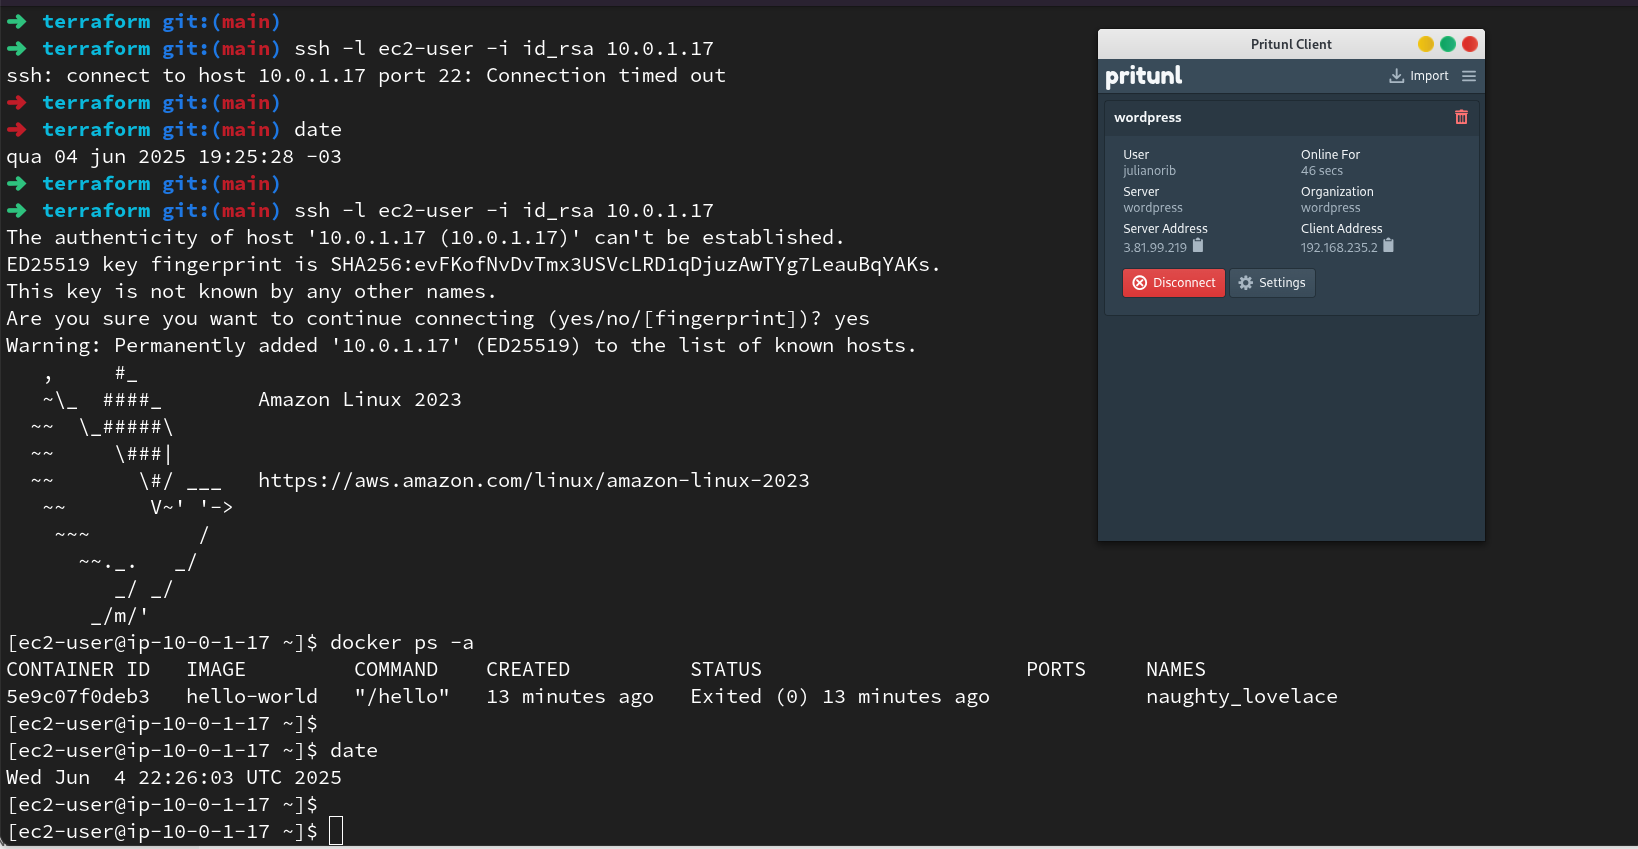 ➜ terraform git:(main)
➜ terraform git:(main) ssh -l ec2-user -i id_rsa 10.0.1.17
ssh: connect to host 10.0.1.17 port 22: Connection timed out
➜ terraform git:(main)
➜ terraform git:(main) date
qua 04 jun 2025 19:25:28 -03
➜ terraform git:(main)
➜ terraform git:(main) ssh -l ec2-user -i id_rsa 10.0.1.17
The authenticity of host '10.0.1.17 (10.0.1.17)' can't be established.
ED25519 key fingerprint is SHA256:evFKofNvDvTmx3USVcLRD1qDjuzAwTYg7LeauBqYAKs.
This key is not known by any other names.
Are you sure you want to continue connecting (yes/no/[fingerprint])? yes
Warning: Permanently added '10.0.1.17' (ED25519) to the list of known hosts.
   ,     #_
   ~\_  ####_        Amazon Linux 2023
  ~~  \_#####\
  ~~     \###|
  ~~       \#/ ___   https://aws.amazon.com/linux/amazon-linux-2023
   ~~       V~' '->
    ~~~         /
      ~~._.   _/
         _/ _/
       _/m/'
[ec2-user@ip-10-0-1-17 ~]$ docker ps -a
CONTAINER ID   IMAGE         COMMAND    CREATED          STATUS                      PORTS     NAMES
5e9c07f0deb3   hello-world   "/hello"   13 minutes ago   Exited (0) 13 minutes ago             naughty_lovelace
[ec2-user@ip-10-0-1-17 ~]$
[ec2-user@ip-10-0-1-17 ~]$ date
Wed Jun  4 22:26:03 UTC 2025
[ec2-user@ip-10-0-1-17 ~]$
[ec2-user@ip-10-0-1-17 ~]$
Pritunl Client
pritunl Import
wordpress
User Online For
julianorib 46 secs
Server Organization
wordpress wordpress
Server Address Client Address
3.81.99.219 192.168.235.2
Disconnect Settings